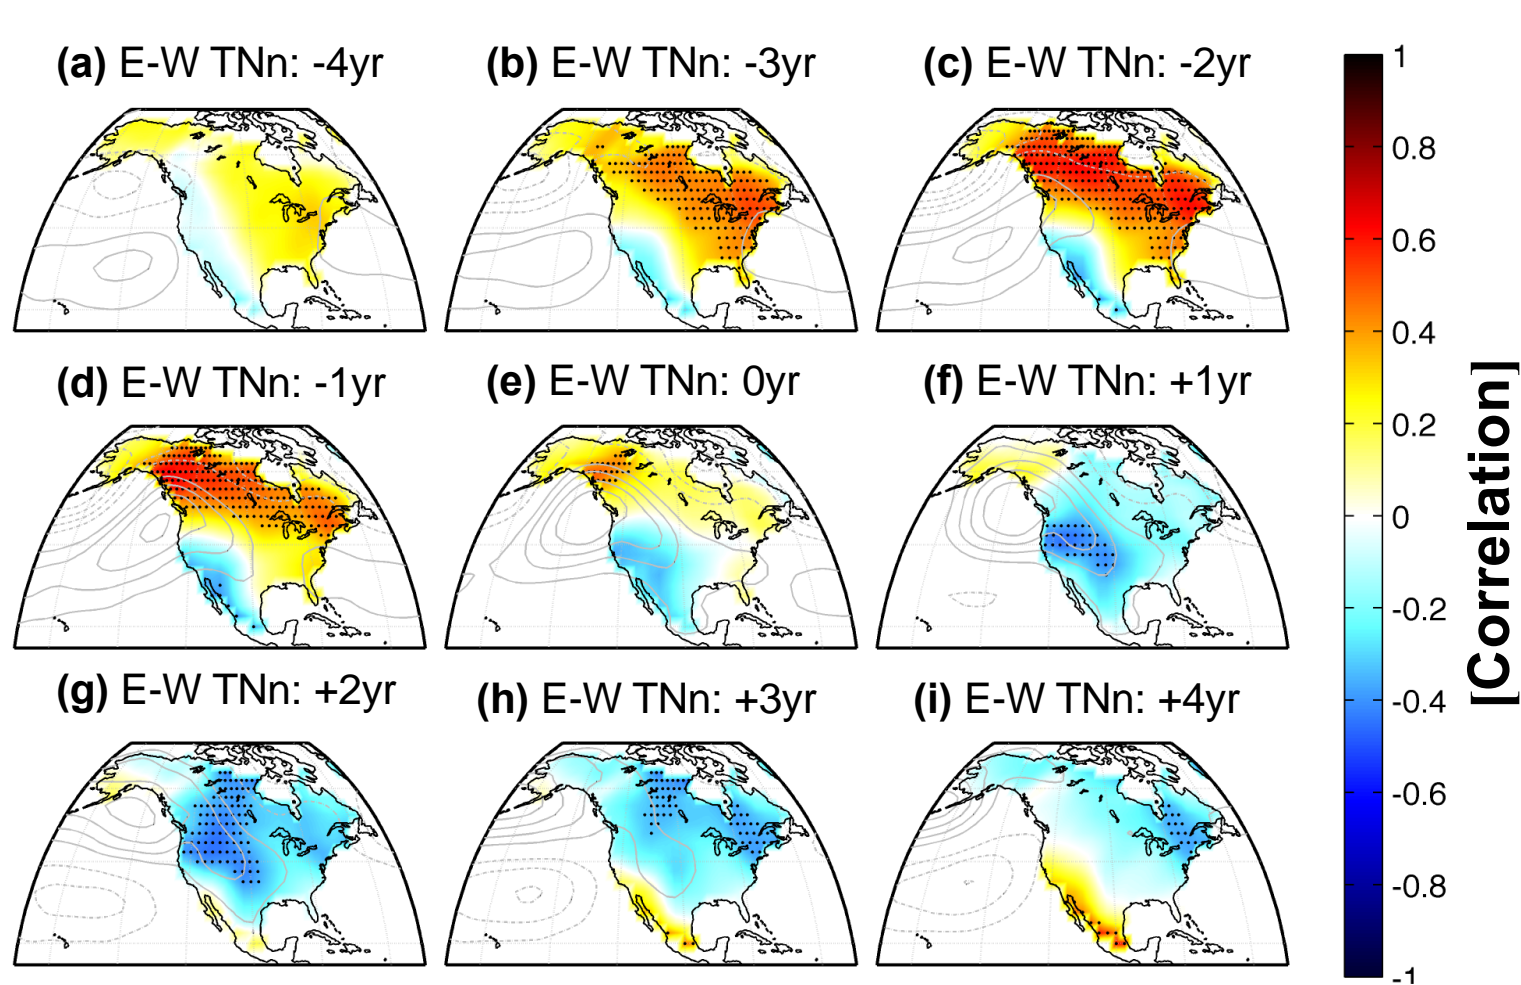 (a) E-W TNn: -4yr
(b) E-W TNn: -3yr
(c) E-W TNn: -2yr
(d) E-W TNn: -1yr
(e) E-W TNn: 0yr
(f) E-W TNn: +1yr
(g) E-W TNn: +2yr
(h) E-W TNn: +3yr
(i) E-W TNn: +4yr
1
0.8
0.6
0.4
0.2
0
-0.2
-0.4
-0.6
-0.8
-1
[Correlation]